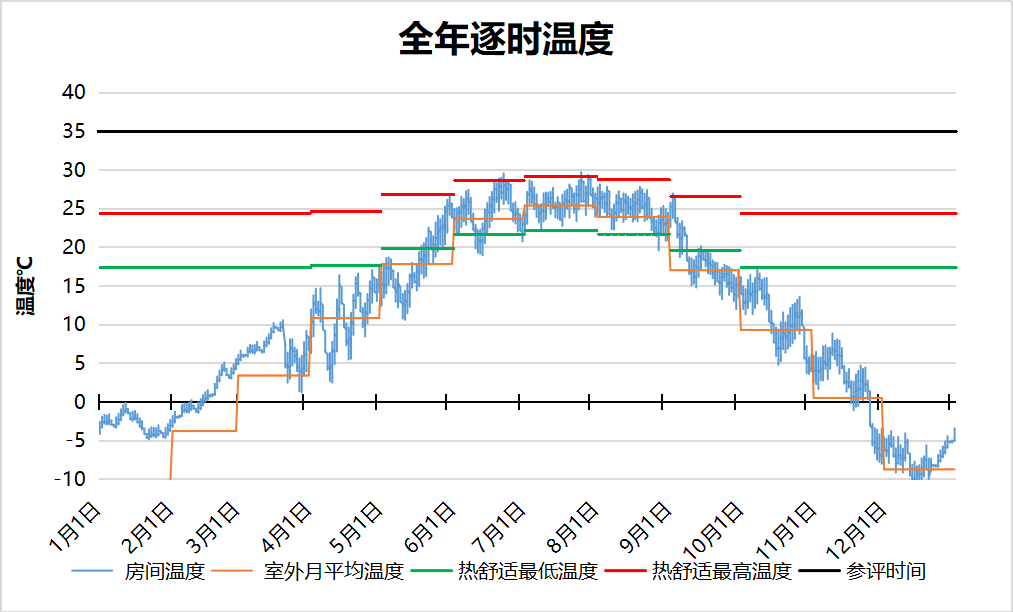 全年逐时温度
40
35
30
25
20
15
10
5
0
-5
-10
温度℃
1月1日
2月1日
3月1日
4月1日
5月1日
6月1日
7月1日
8月1日
9月1日
10月1日
11月1日
12月1日
房间温度 室外月平均温度 热舒适最低温度 热舒适最高温度 参评时间